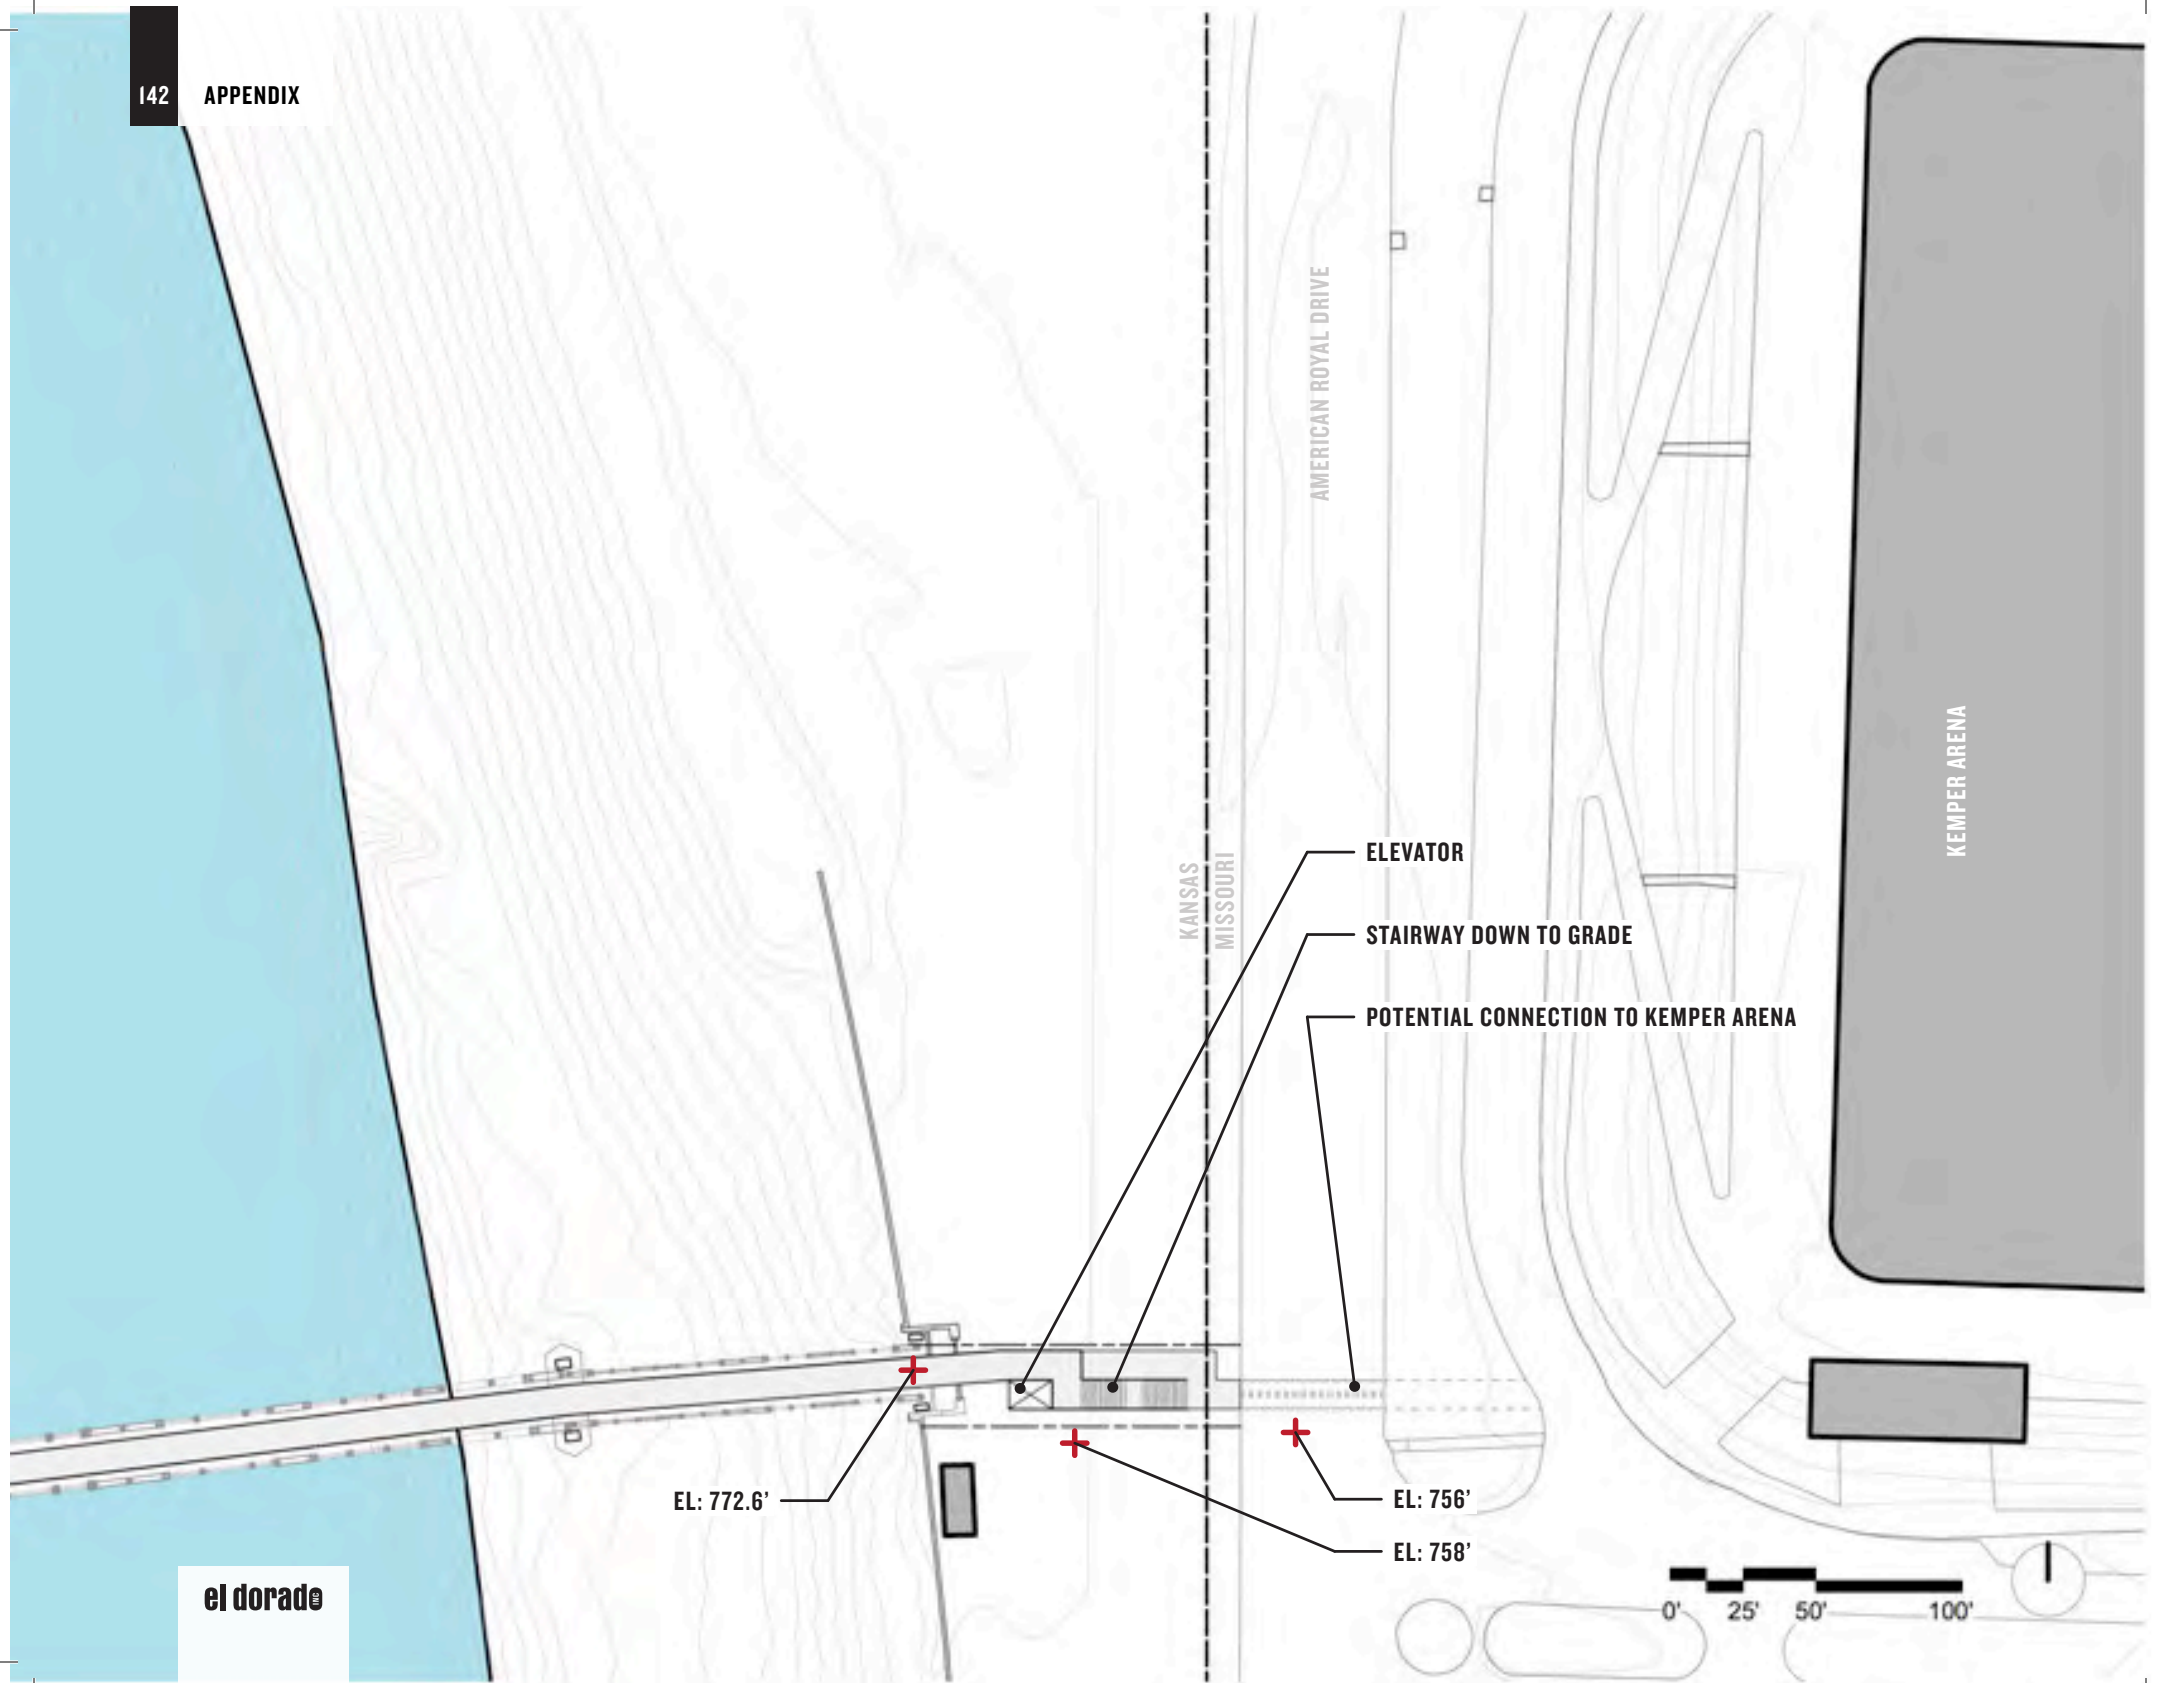 142 APPENDIX
AMERICAN ROYAL DRIVE
KEMPER ARENA
KANSAS
MISSOURI
ELEVATOR
STAIRWAY DOWN TO GRADE
POTENTIAL CONNECTION TO KEMPER ARENA
EL: 772.6’
EL: 756’
EL: 758’
el dorado INC
0' 25' 50' 100'